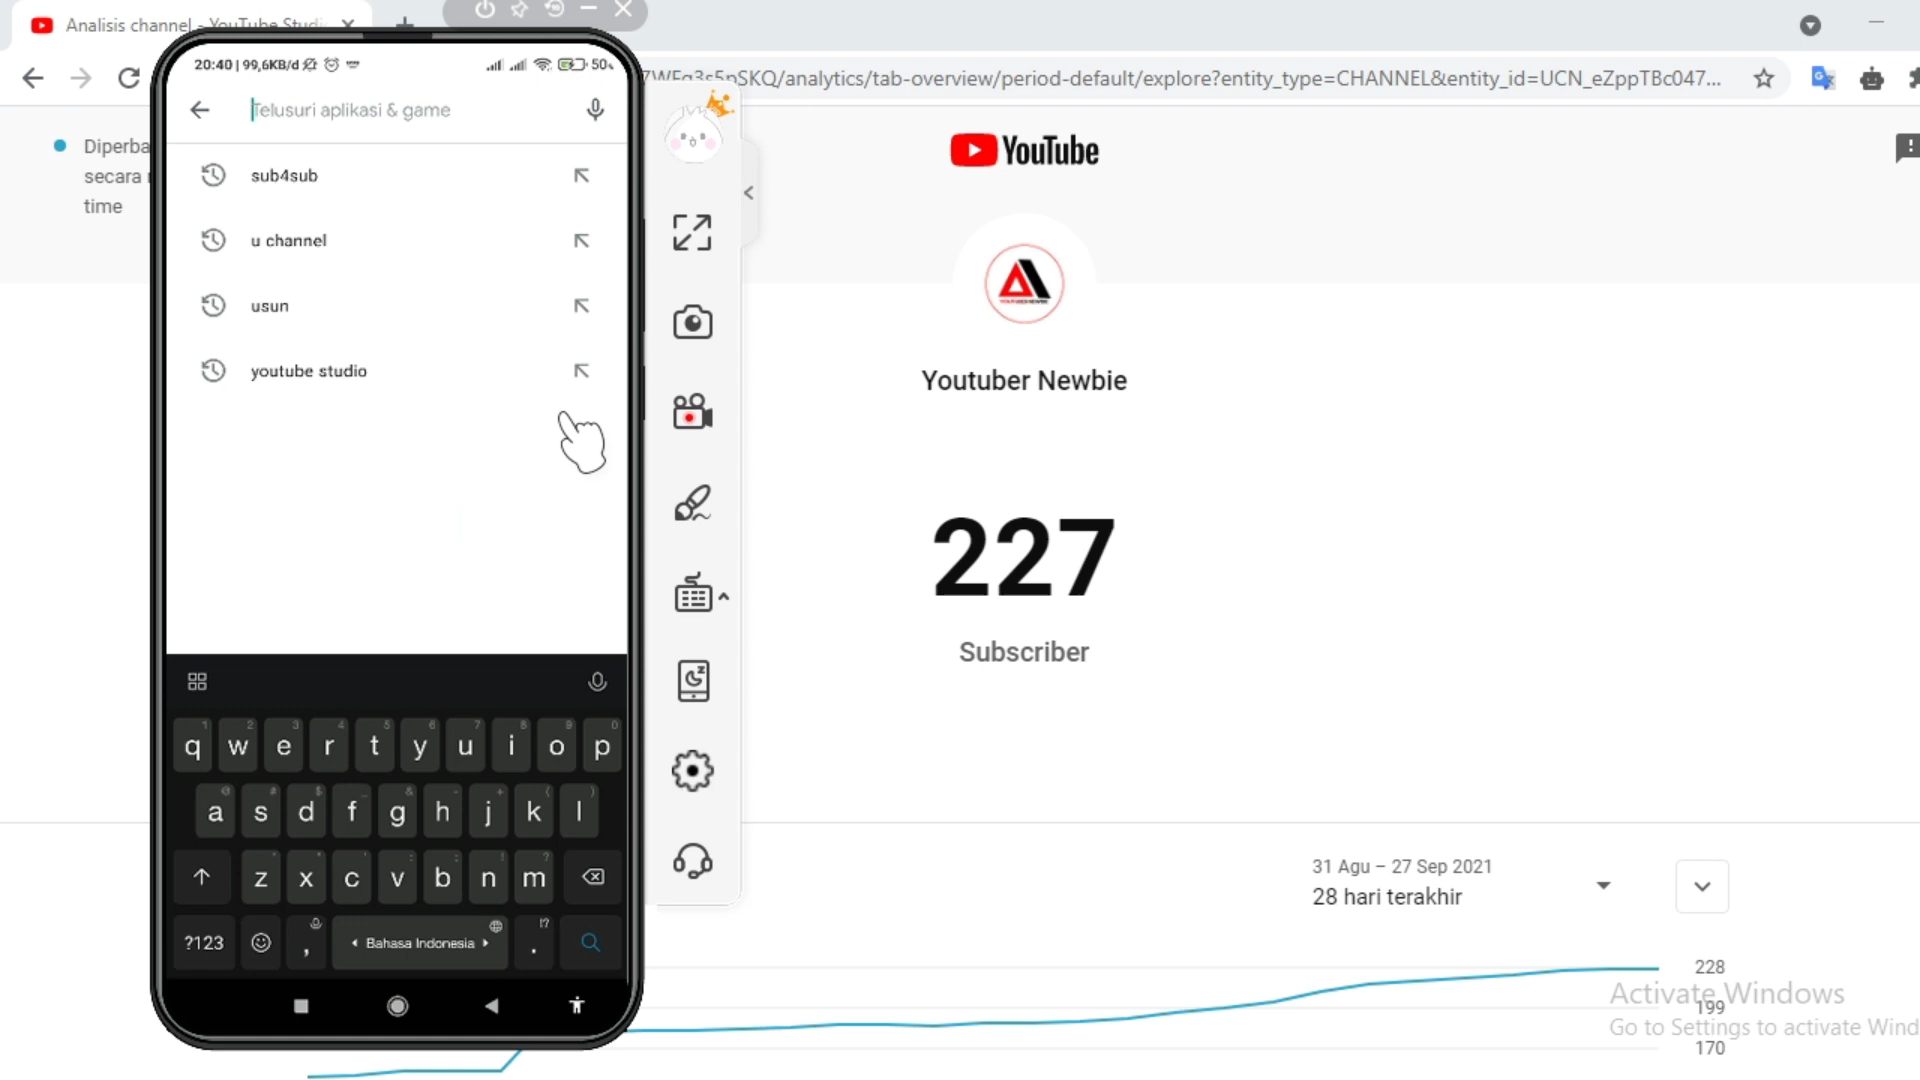 Analisis channel - YouTube Studi
7WFq3s5pSKQ/analytics/tab-overview/period-default/explore?entity_type=CHANNEL&entity_id=UCN_eZppTBc047...
Diperba
secara
time
20:40 | 99,6KB/d
50
Telusuri aplikasi & game
sub4sub
u channel
usun
youtube studio
q w e r t y u i o p
a s d f g h j k l
z x c v b n m
?123 , Bahasa Indonesia .
YouTube
Youtuber Newbie
227
Subscriber
31 Agu – 27 Sep 2021
28 hari terakhir
228
199
170
Activate Windows
Go to Settings to activate Wind